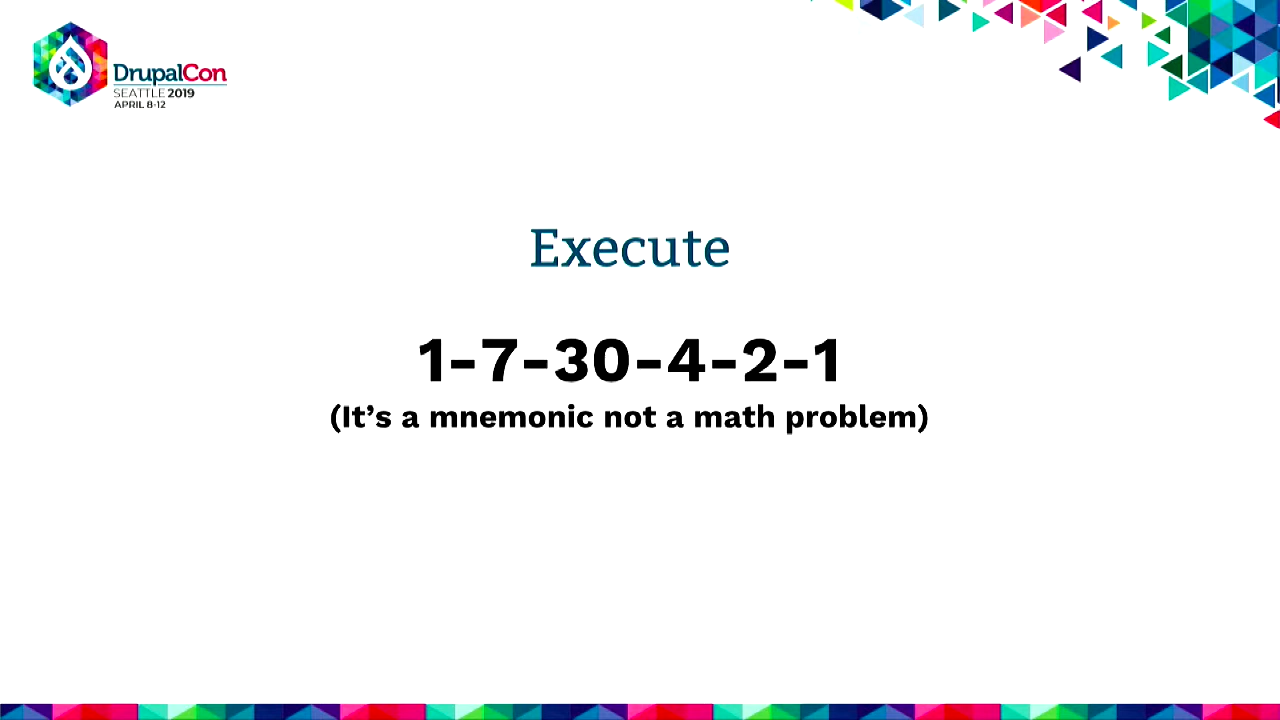 DrupalCon
SEATTLE 2019
APRIL 8-12
Execute
1-7-30-4-2-1
(It’s a mnemonic not a math problem)